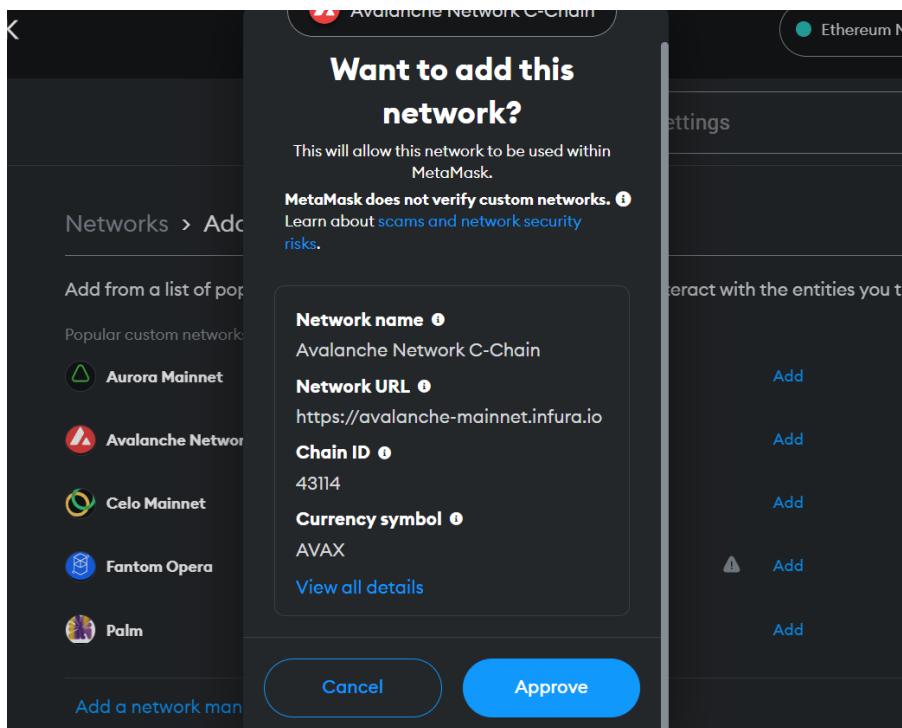 Avalanche Network C-Chain
Ethereum
Want to add this
network?
This will allow this network to be used within
MetaMask.
MetaMask does not verify custom networks.
Learn about scams and network security
risks.
ettings
Networks > Add
Add from a list of pop
eract with the entities you t
Popular custom network
Network name
Avalanche Network C-Chain
Network URL
https://avalanche-mainnet.infura.io
Chain ID
43114
Currency symbol
AVAX
View all details
Aurora Mainnet Add
Avalanche Networ Add
Celo Mainnet Add
Fantom Opera Add
Palm Add
Cancel
Approve
Add a network man